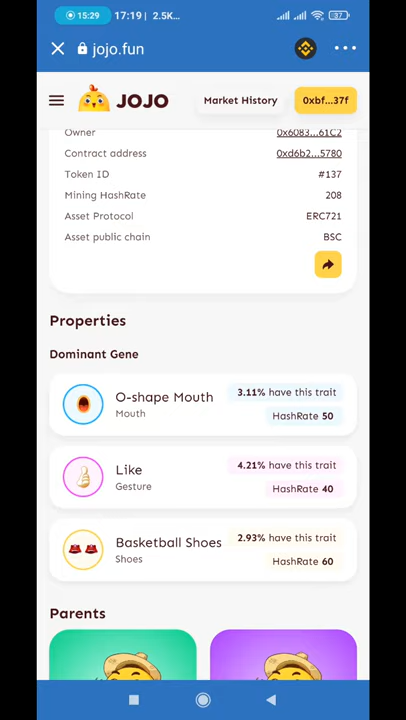 15:29 17:19 | 2.5K... 37
jojo.fun
JOJO Market History 0xbf...37f
Owner 0x6083...61C2
Contract address 0xd6b2...5780
Token ID #137
Mining HashRate 208
Asset Protocol ERC721
Asset public chain BSC
Properties
Dominant Gene
O-shape Mouth 3.11% have this trait
Mouth HashRate 50
Like 4.21% have this trait
Gesture HashRate 40
Basketball Shoes 2.93% have this trait
Shoes HashRate 60
Parents